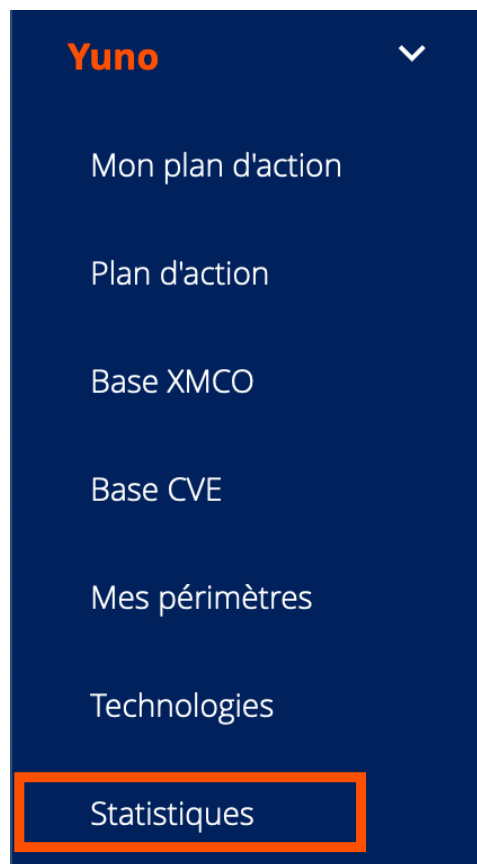 Yuno
Mon plan d'action
Plan d'action
Base XMCO
Base CVE
Mes périmètres
Technologies
Statistiques